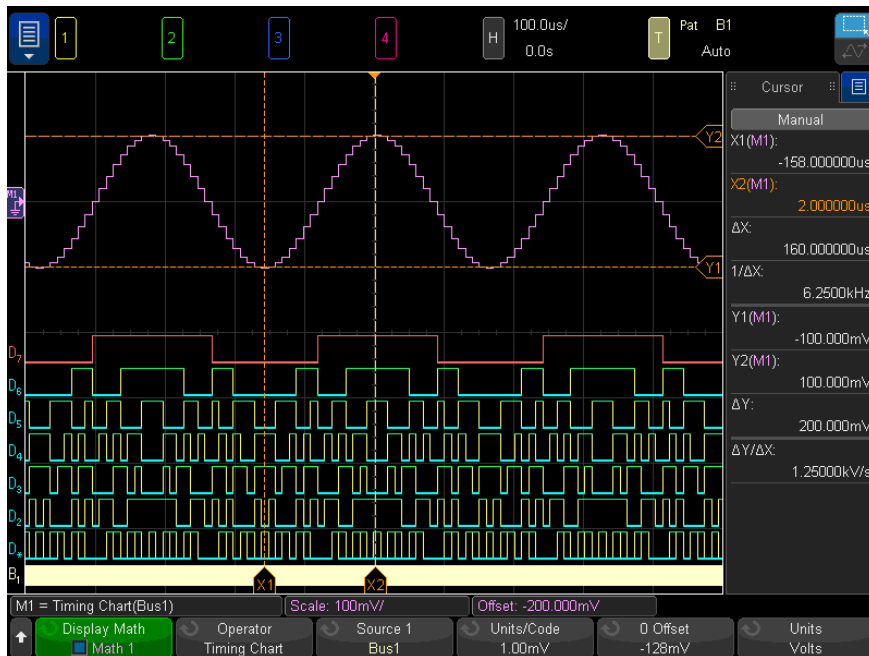 1 2 3 4 H 100.0us/ 0.0s T Pat B1 Auto
Cursor
Manual
X1(M1):
-158.000000us
X2(M1):
2.000000us
ΔX:
160.000000us
1/ΔX:
6.2500kHz
Y1(M1):
-100.000mV
Y2(M1):
100.000mV
ΔY:
200.000mV
ΔY/ΔX:
1.25000kV/s
Y2
M1
Y1
D7
D6
D5
D4
D3
D2
D*
B1
X1 X2
M1 = Timing Chart(Bus1) Scale: 100mV/ Offset: -200.000mV
Display Math Operator Source 1 Units/Code 0 Offset Units
Math 1 Timing Chart Bus1 1.00mV -128mV Volts